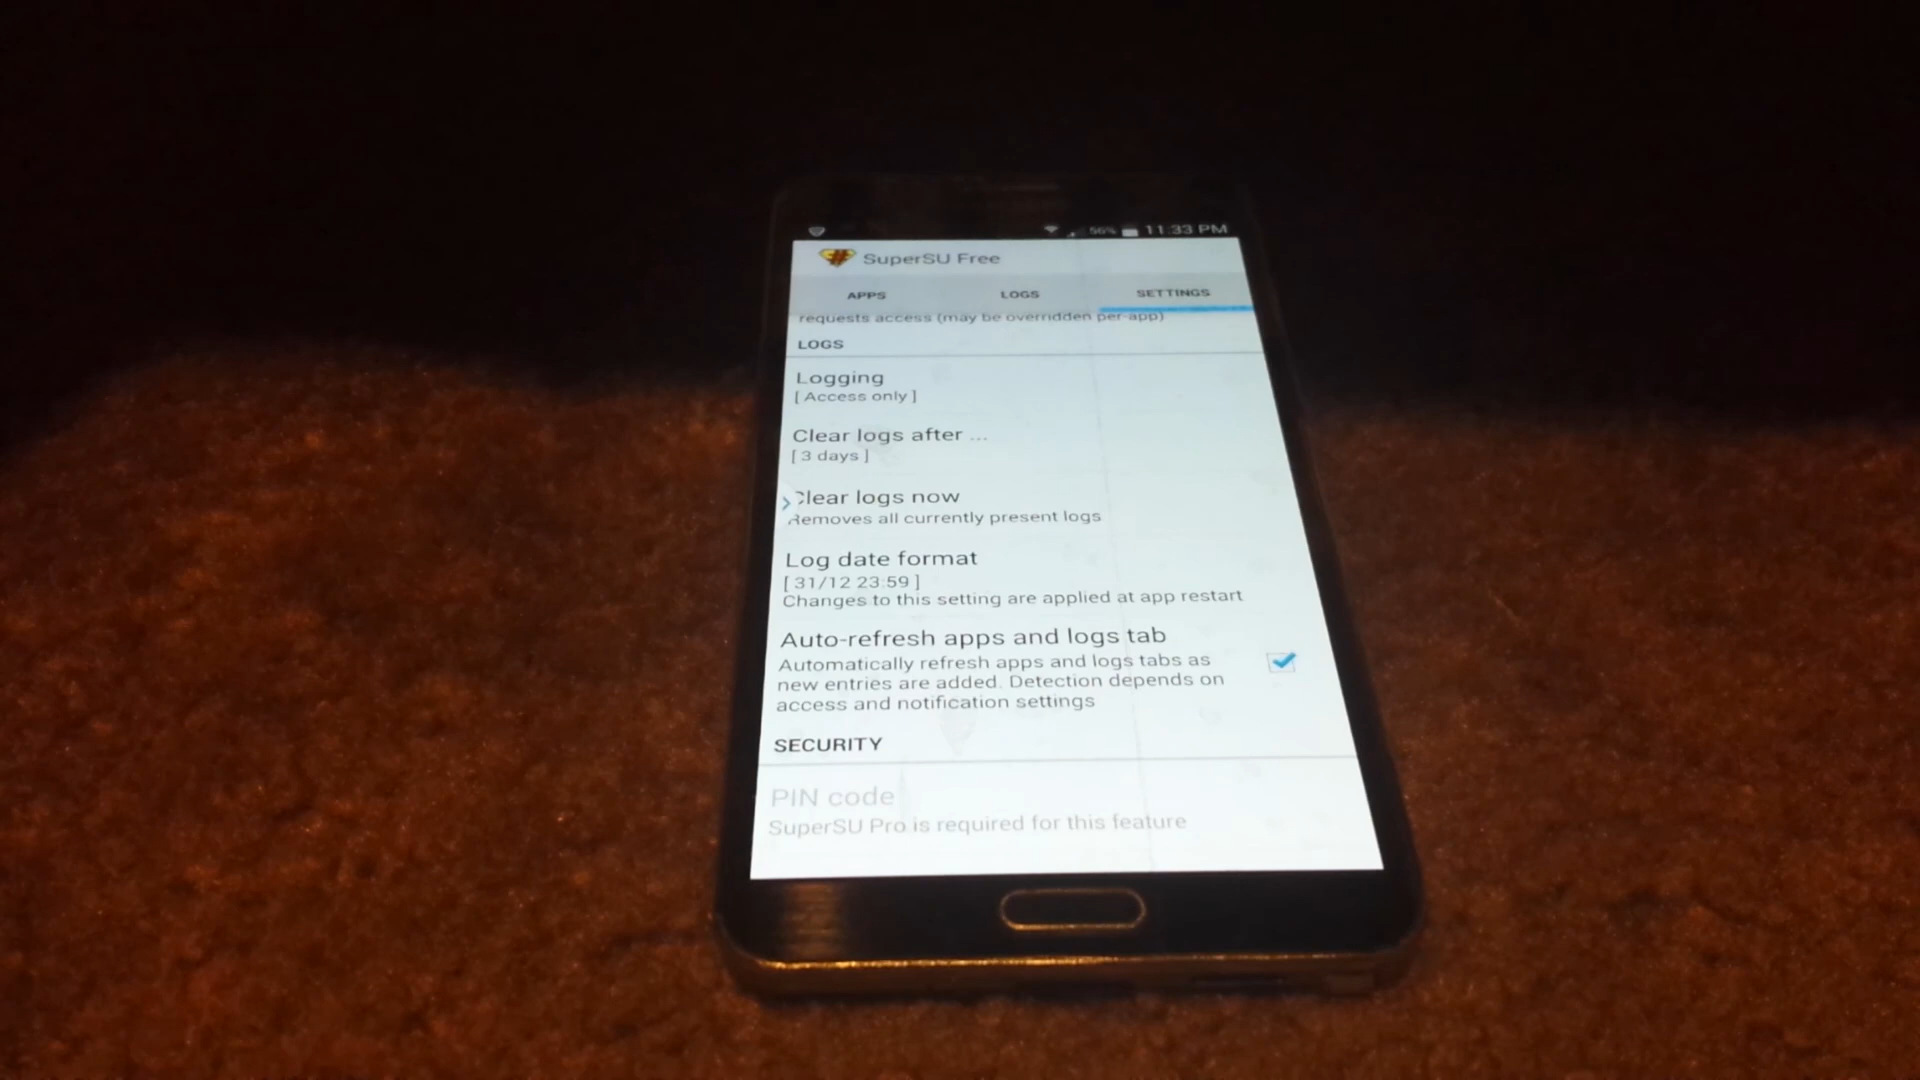 56% 11:33 PM
SuperSU Free
APPS LOGS SETTINGS
requests access (may be overridden per-app)
LOGS
Logging
[ Access only ]
Clear logs after ...
[ 3 days ]
Clear logs now
Removes all currently present logs
Log date format
[ 31/12 23:59 ]
Changes to this setting are applied at app restart
Auto-refresh apps and logs tab
Automatically refresh apps and logs tabs as
new entries are added. Detection depends on
access and notification settings
SECURITY
PIN code
SuperSU Pro is required for this feature